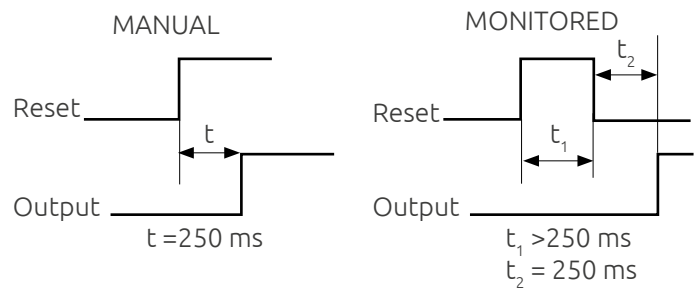 MANUAL
Reset
t
Output
t =250 ms
MONITORED
t₂
Reset
t₁
Output
t₁ >250 ms
t₂ = 250 ms